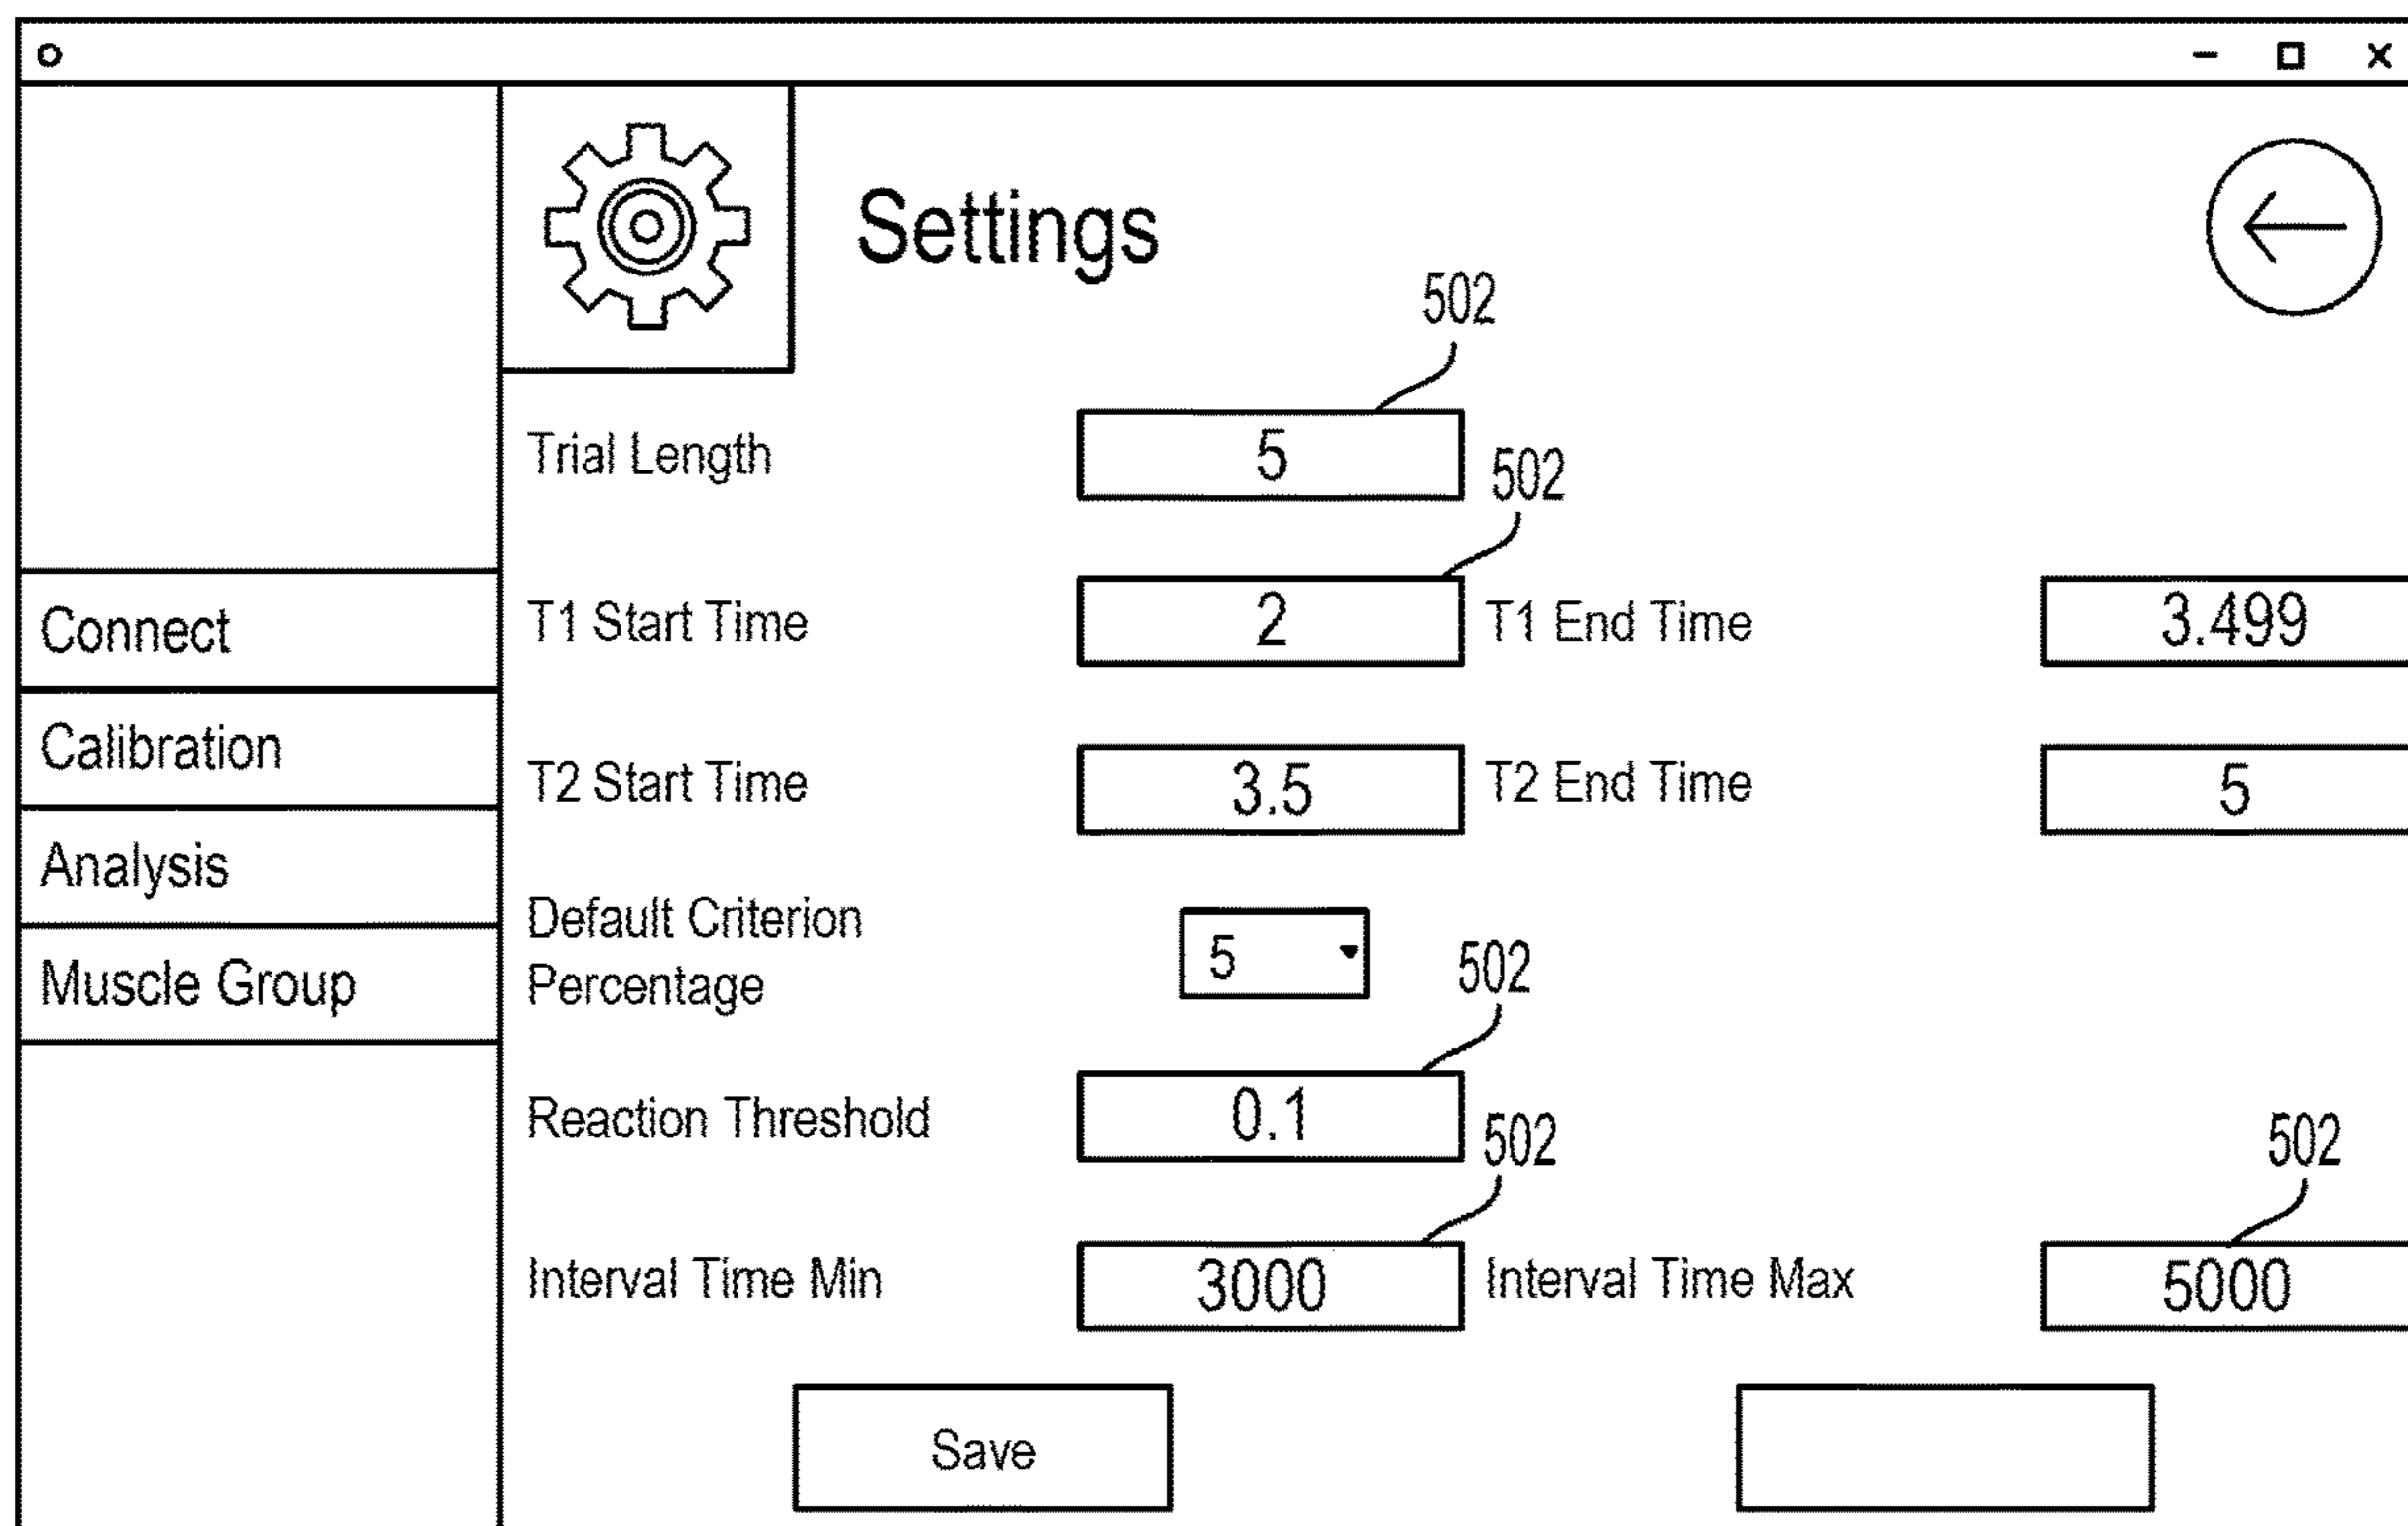 Settings
502
Trial Length 5
502
T1 Start Time 2 T1 End Time 3.499
T2 Start Time 3.5 T2 End Time 5
Default Criterion
Percentage 5
502
Reaction Threshold 0.1
502 502
Interval Time Min 3000 Interval Time Max 5000
Save
Connect
Calibration
Analysis
Muscle Group